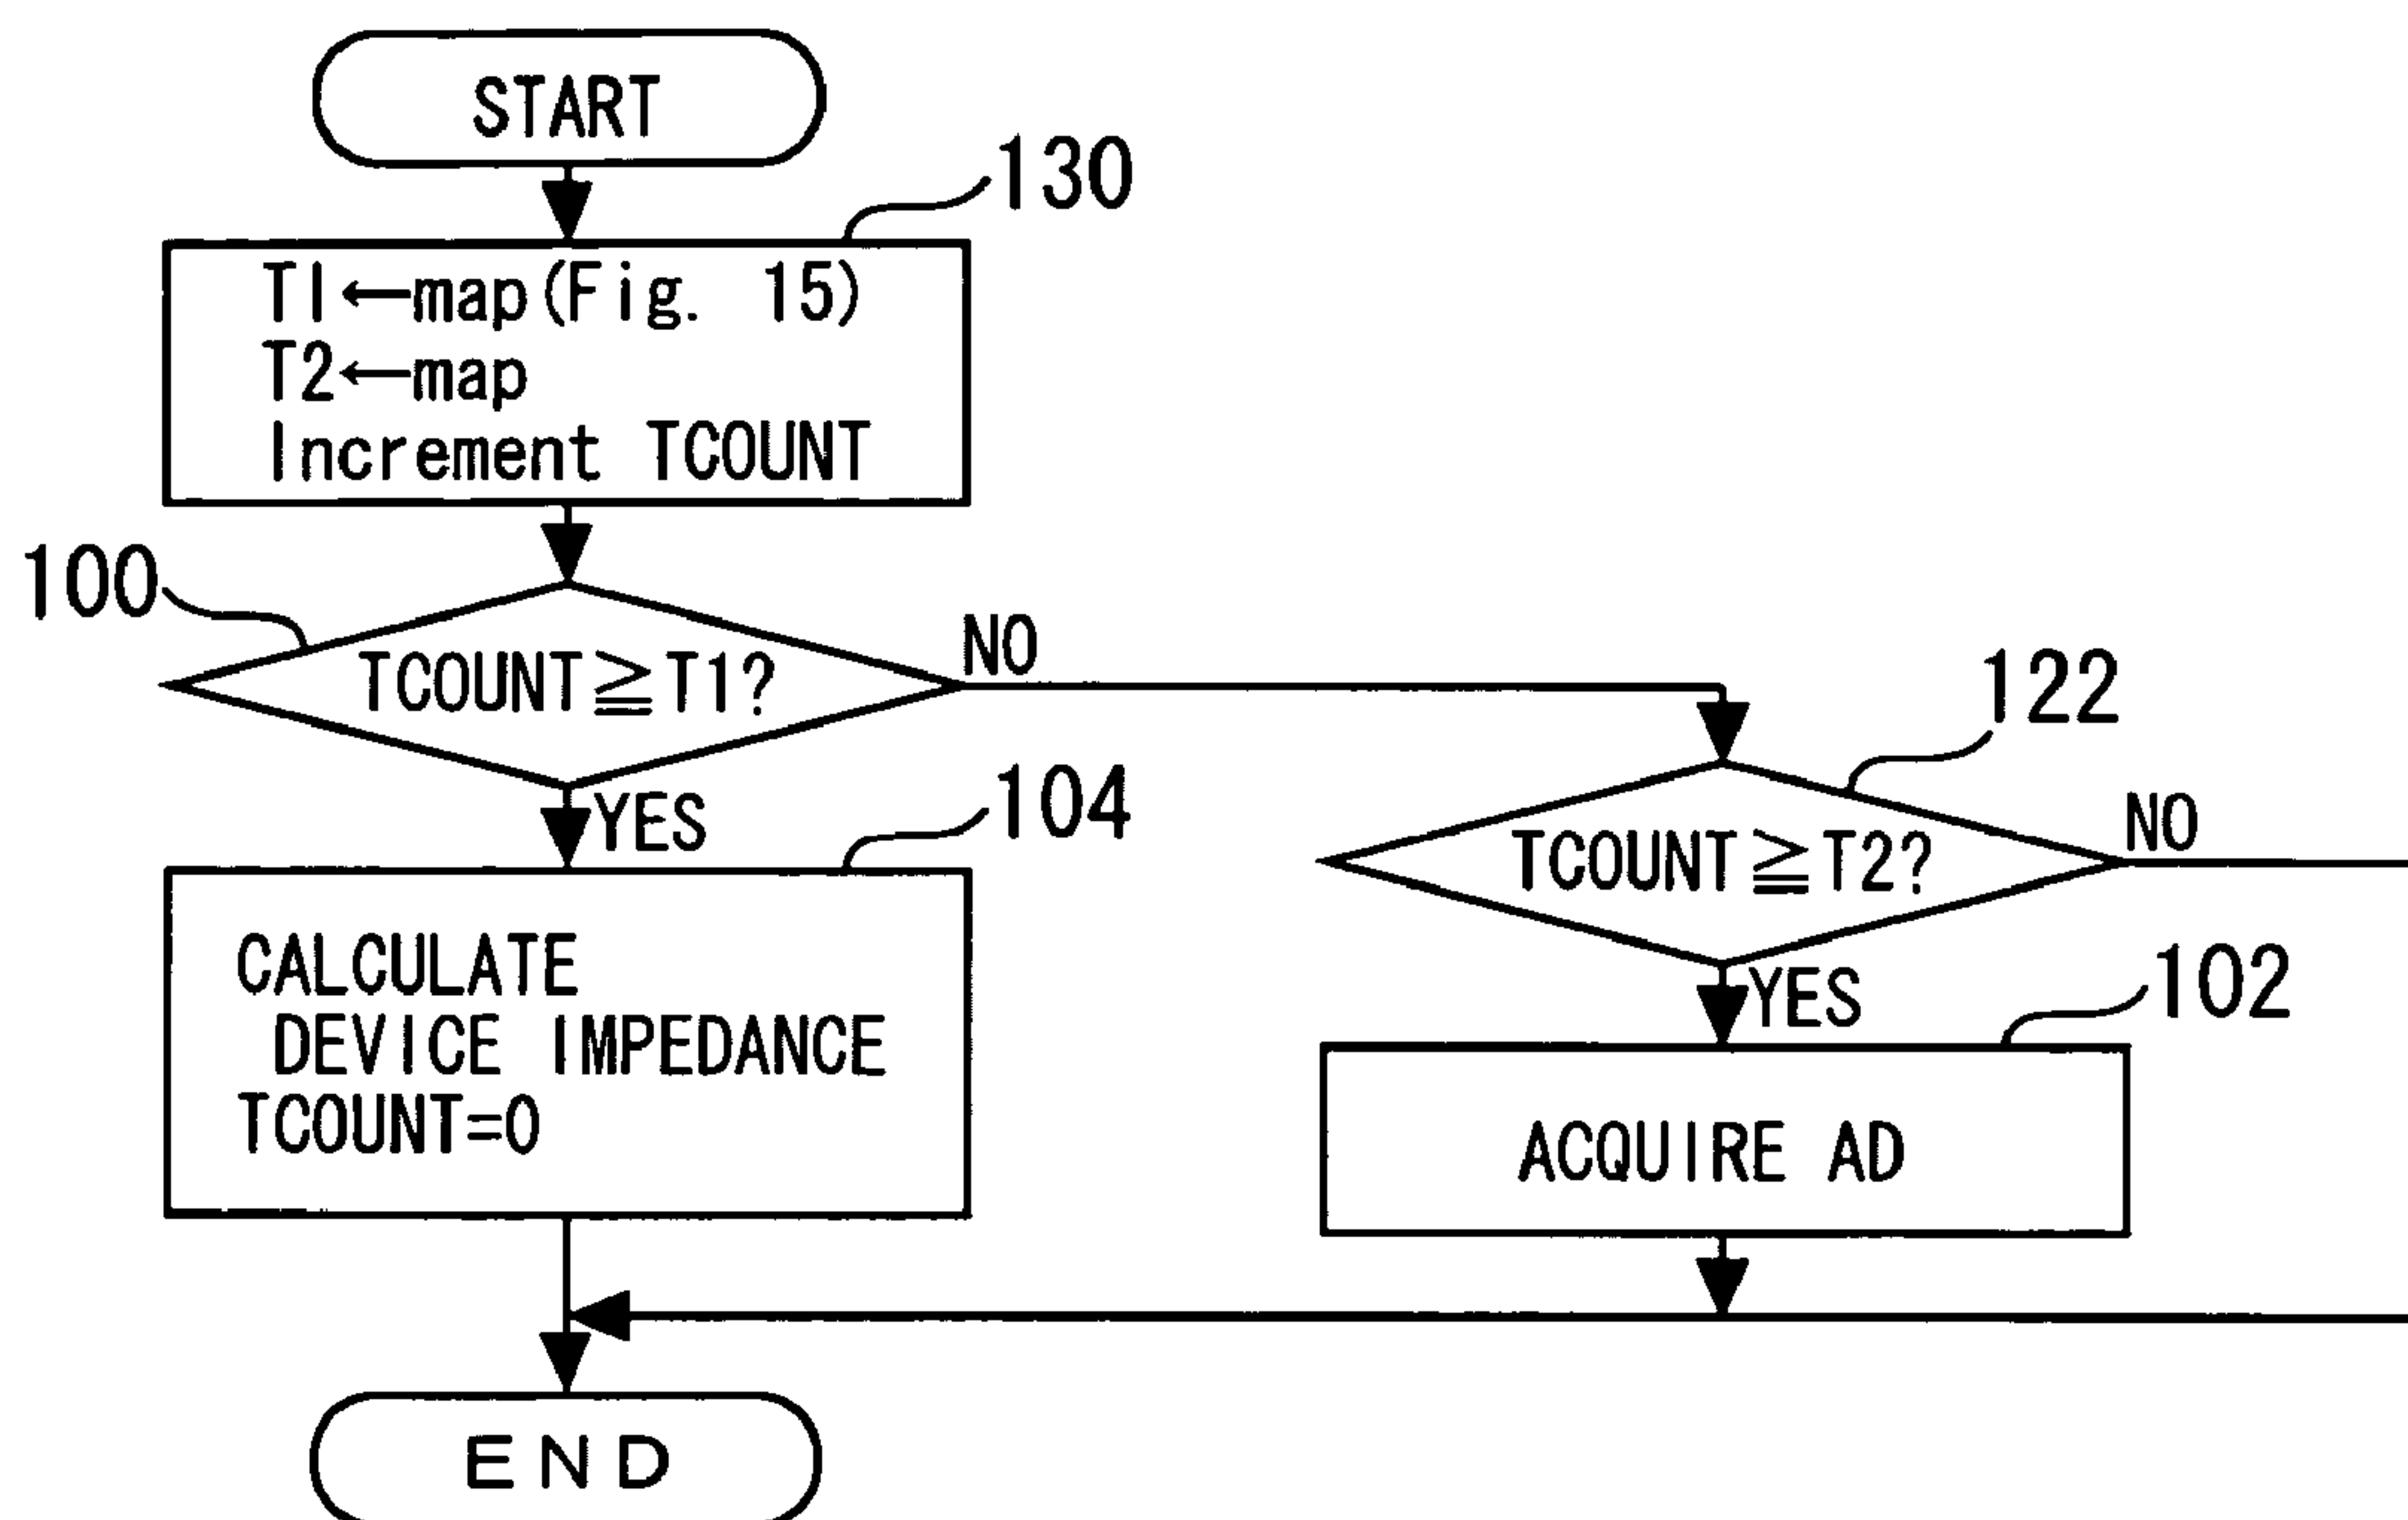 START
130
T1←map(Fig. 15)
T2←map
Increment TCOUNT
100
TCOUNT≧T1?
NO
122
YES
104
TCOUNT≧T2?
NO
CALCULATE
DEVICE IMPEDANCE
TCOUNT=0
YES
102
ACQUIRE AD
END